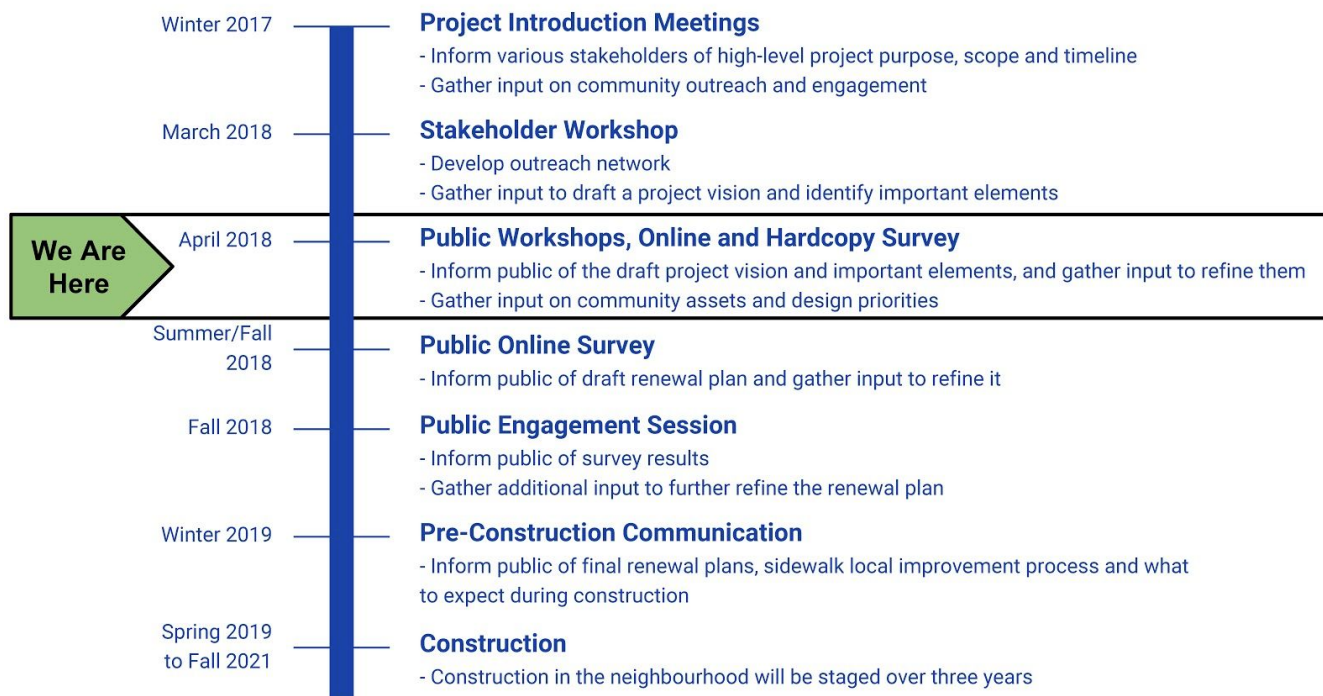 Winter 2017
Project Introduction Meetings
- Inform various stakeholders of high-level project purpose, scope and timeline
- Gather input on community outreach and engagement
March 2018
Stakeholder Workshop
- Develop outreach network
- Gather input to draft a project vision and identify important elements
We Are
Here
April 2018
Public Workshops, Online and Hardcopy Survey
- Inform public of the draft project vision and important elements, and gather input to refine them
- Gather input on community assets and design priorities
Summer/Fall
2018
Public Online Survey
- Inform public of draft renewal plan and gather input to refine it
Fall 2018
Public Engagement Session
- Inform public of survey results
- Gather additional input to further refine the renewal plan
Winter 2019
Pre-Construction Communication
- Inform public of final renewal plans, sidewalk local improvement process and what
to expect during construction
Spring 2019
to Fall 2021
Construction
- Construction in the neighbourhood will be staged over three years